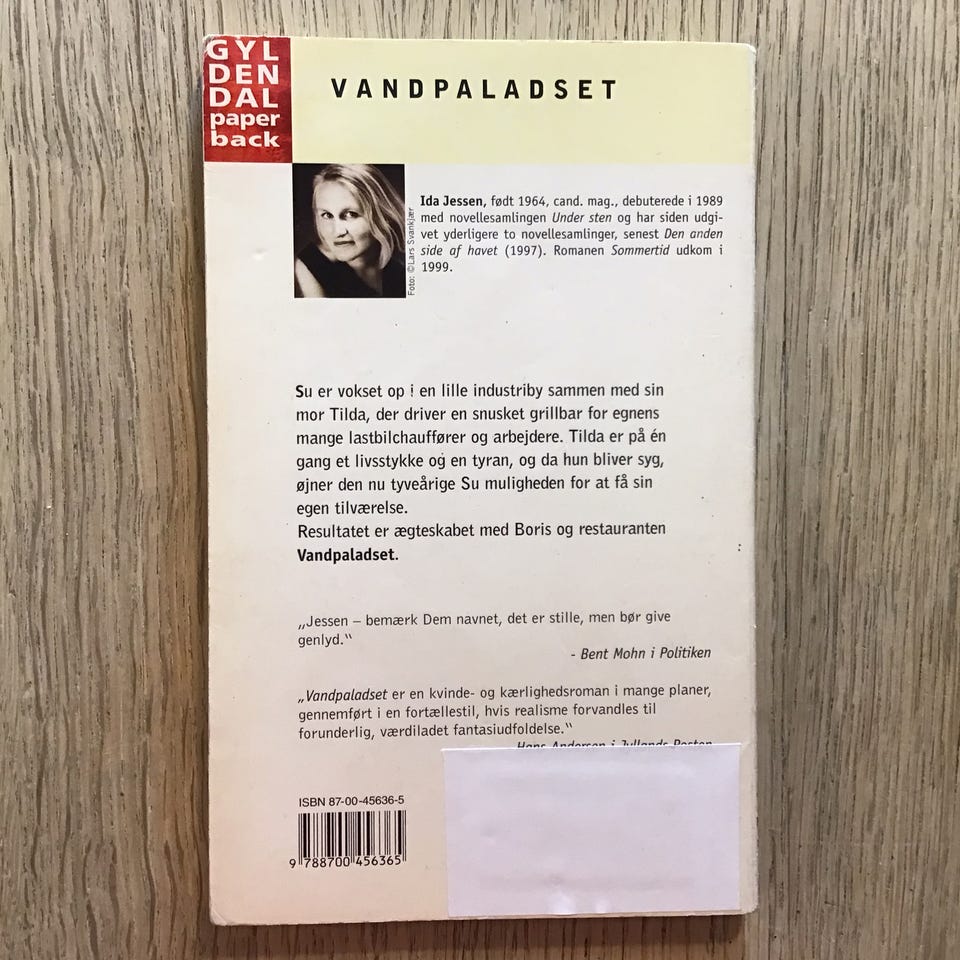 GYL
DEN
DAL
paper
back
VANDPALADSET
Foto: ©Lars Svankjær
Ida Jessen, født 1964, cand. mag., debuterede i 1989
med novellesamlingen Under sten og har siden udgi-
vet yderligere to novellesamlinger, senest Den anden
side af havet (1997). Romanen Sommertid udkom i
1999.
Su er vokset op i en lille industriby sammen med sin
mor Tilda, der driver en snusket grillbar for egnens
mange lastbilchauffører og arbejdere. Tilda er på én
gang et livsstykke og en tyran, og da hun bliver syg,
øjner den nu tyveårige Su muligheden for at få sin
egen tilværelse.
Resultatet er ægteskabet med Boris og restauranten
Vandpaladset.
„Jessen – bemærk Dem navnet, det er stille, men bør give
genlyd.“
- Bent Mohn i Politiken
„Vandpaladset er en kvinde- og kærlighedsroman i mange planer,
gennemført i en fortællestil, hvis realisme forvandles til
forunderlig, værdiladet fantasiudfoldelse.“
Hans Andersen i Jyllands Posten
ISBN 87-00-45636-5
9 788700 456365